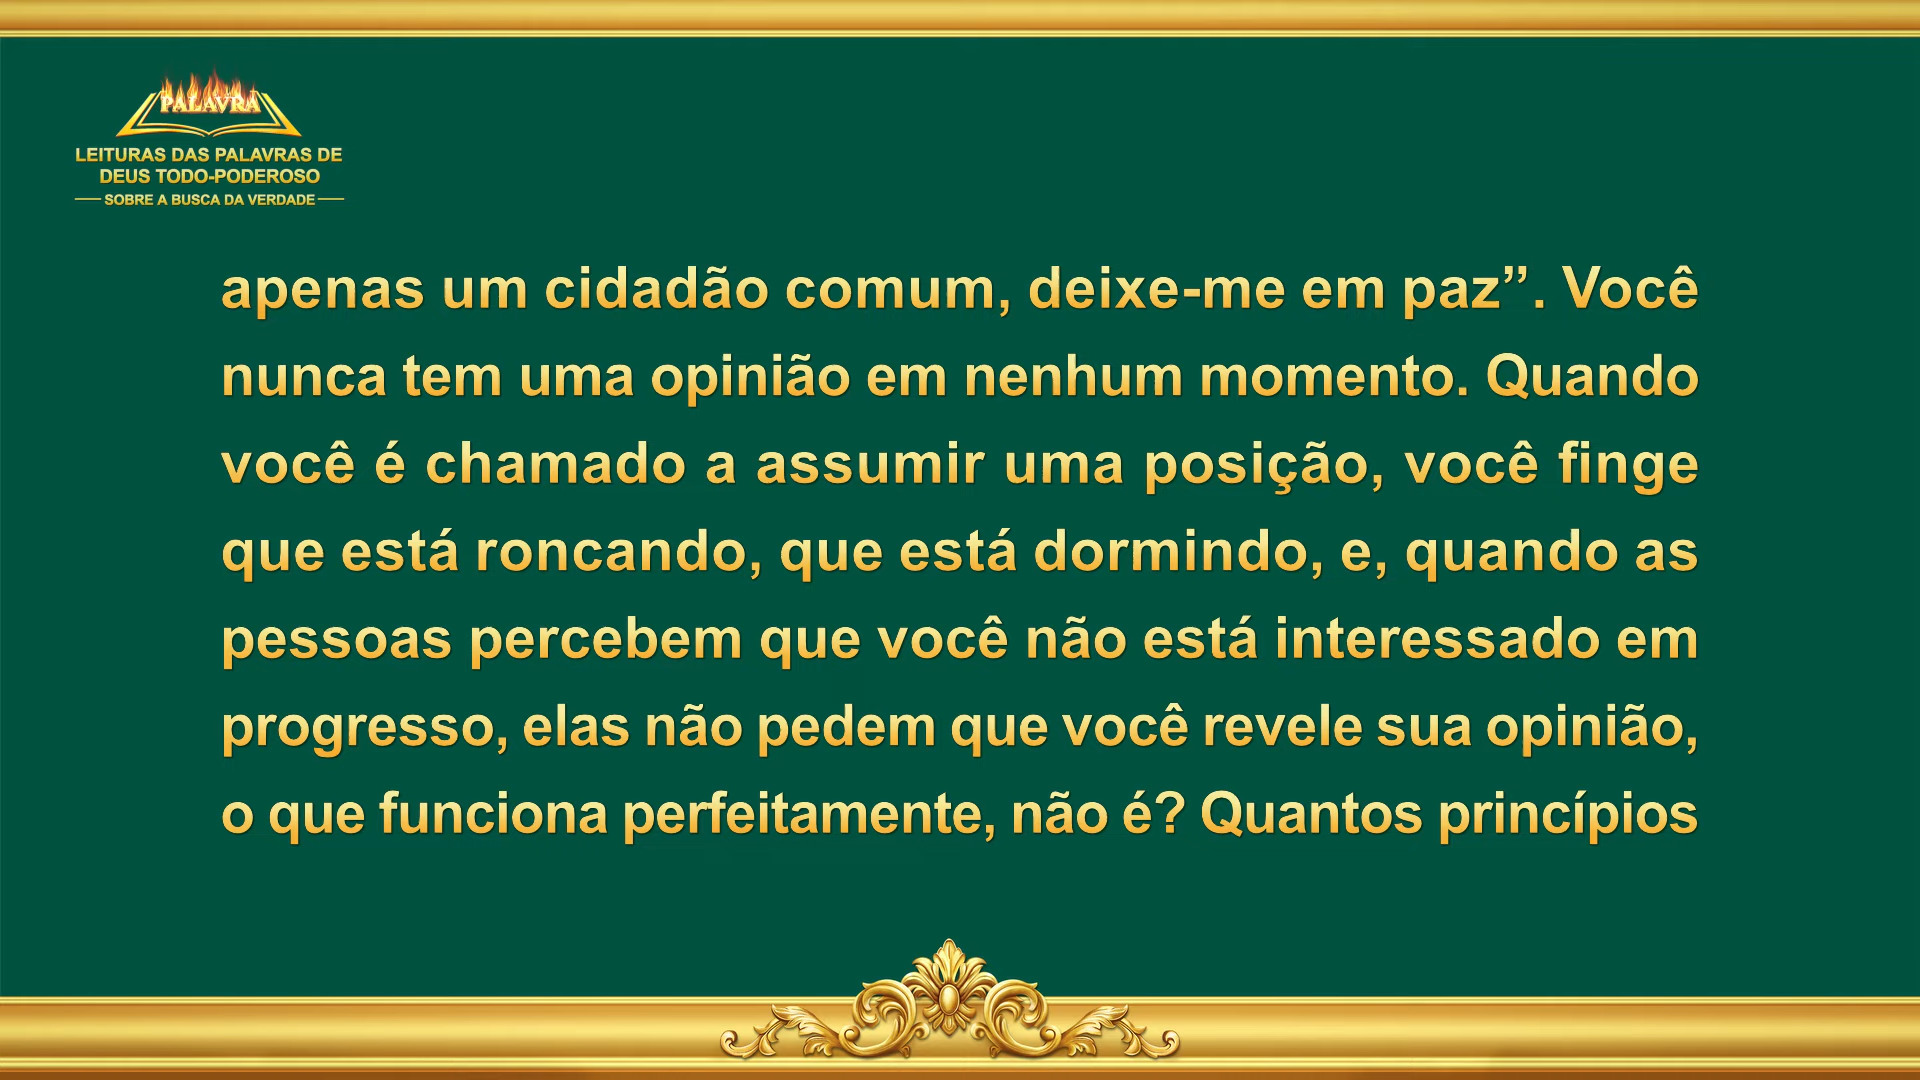 PALAVRA
LEITURAS DAS PALAVRAS DE
DEUS TODO-PODEROSO
SOBRE A BUSCA DA VERDADE
apenas um cidadão comum, deixe-me em paz”. Você
nunca tem uma opinião em nenhum momento. Quando
você é chamado a assumir uma posição, você finge
que está roncando, que está dormindo, e, quando as
pessoas percebem que você não está interessado em
progresso, elas não pedem que você revele sua opinião,
o que funciona perfeitamente, não é? Quantos princípios